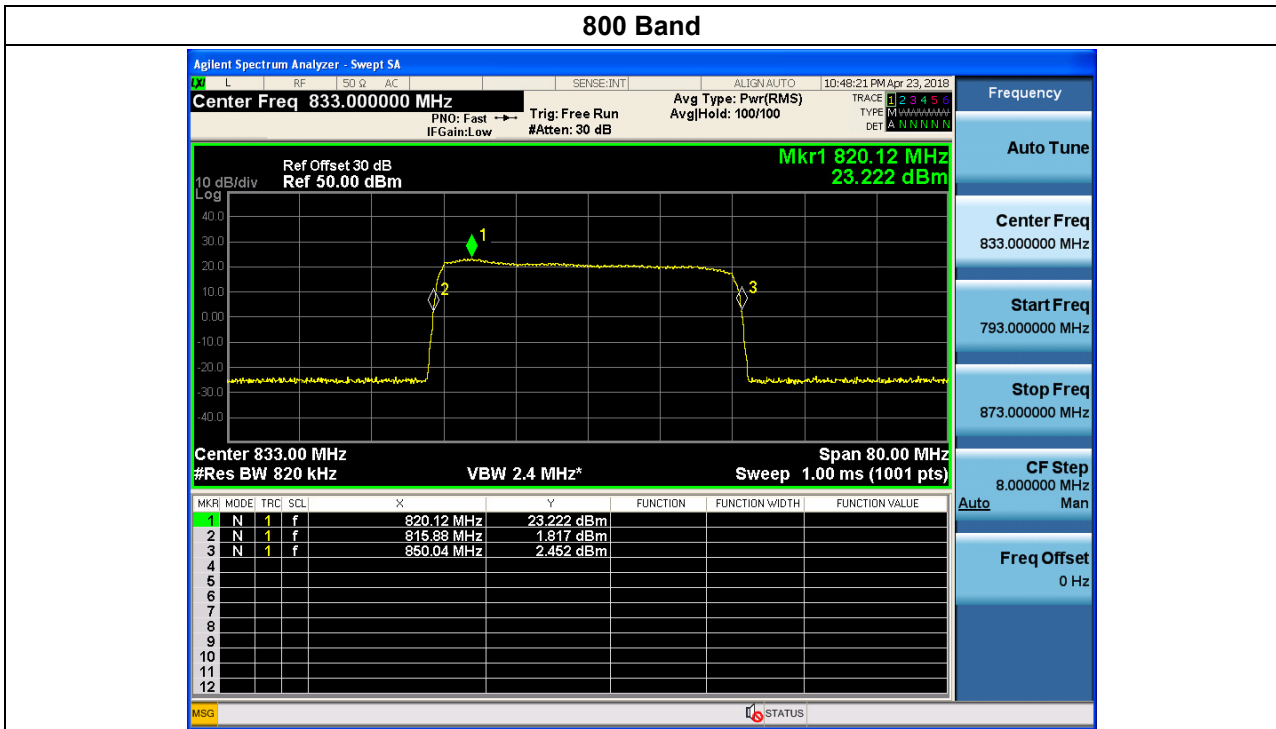 800 Band
Agilent Spectrum Analyzer - Swept SA
LXI L RF 50 Ω AC SENSE:INT ALIGN AUTO 10:48:21 PM Apr 23, 2018
Center Freq 833.000000 MHz
PNO: Fast
IFGain:Low
Trig: Free Run
#Atten: 30 dB
Avg Type: Pwr(RMS)
Avg|Hold: 100/100
TRACE 1 2 3 4 5 6
TYPE M
DET A N N N N N
Ref Offset 30 dB
Ref 50.00 dBm
10 dB/div
Log
Mkr1 820.12 MHz
23.222 dBm
40.0
30.0
20.0
10.0
0.00
-10.0
-20.0
-30.0
-40.0
1
2
3
Center 833.00 MHz Span 80.00 MHz
#Res BW 820 kHz VBW 2.4 MHz* Sweep 1.00 ms (1001 pts)
MKR MODE TRC SCL X Y FUNCTION FUNCTION WIDTH FUNCTION VALUE
1 N 1 f 820.12 MHz 23.222 dBm
2 N 1 f 815.88 MHz 1.817 dBm
3 N 1 f 850.04 MHz 2.452 dBm
4
5
6
7
8
9
10
11
12
MSG STATUS
Frequency
Auto Tune
Center Freq
833.000000 MHz
Start Freq
793.000000 MHz
Stop Freq
873.000000 MHz
CF Step
8.000000 MHz
Auto Man
Freq Offset
0 Hz